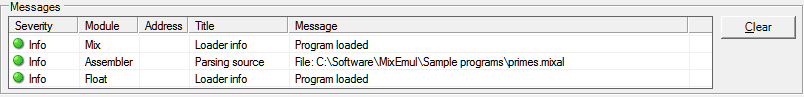 Messages
Severity Module Address Title Message Clear
Info Mix Loader info Program loaded
Info Assembler Parsing source File: C:\Software\MixEmul\Sample programs\primes.mixal
Info Float Loader info Program loaded